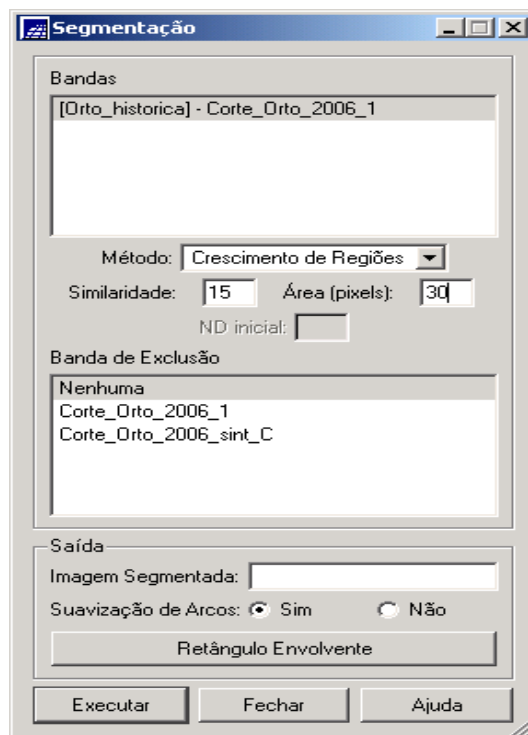 Segmentação
Bandas
[Orto_historica] - Corte_Orto_2006_1
Método: Crescimento de Regiões
Similaridade: 15 Área (pixels): 30
ND inicial:
Banda de Exclusão
Nenhuma
Corte_Orto_2006_1
Corte_Orto_2006_sint_C
Saída
Imagem Segmentada:
Suavização de Arcos: Sim Não
Retângulo Envolvente
Executar Fechar Ajuda